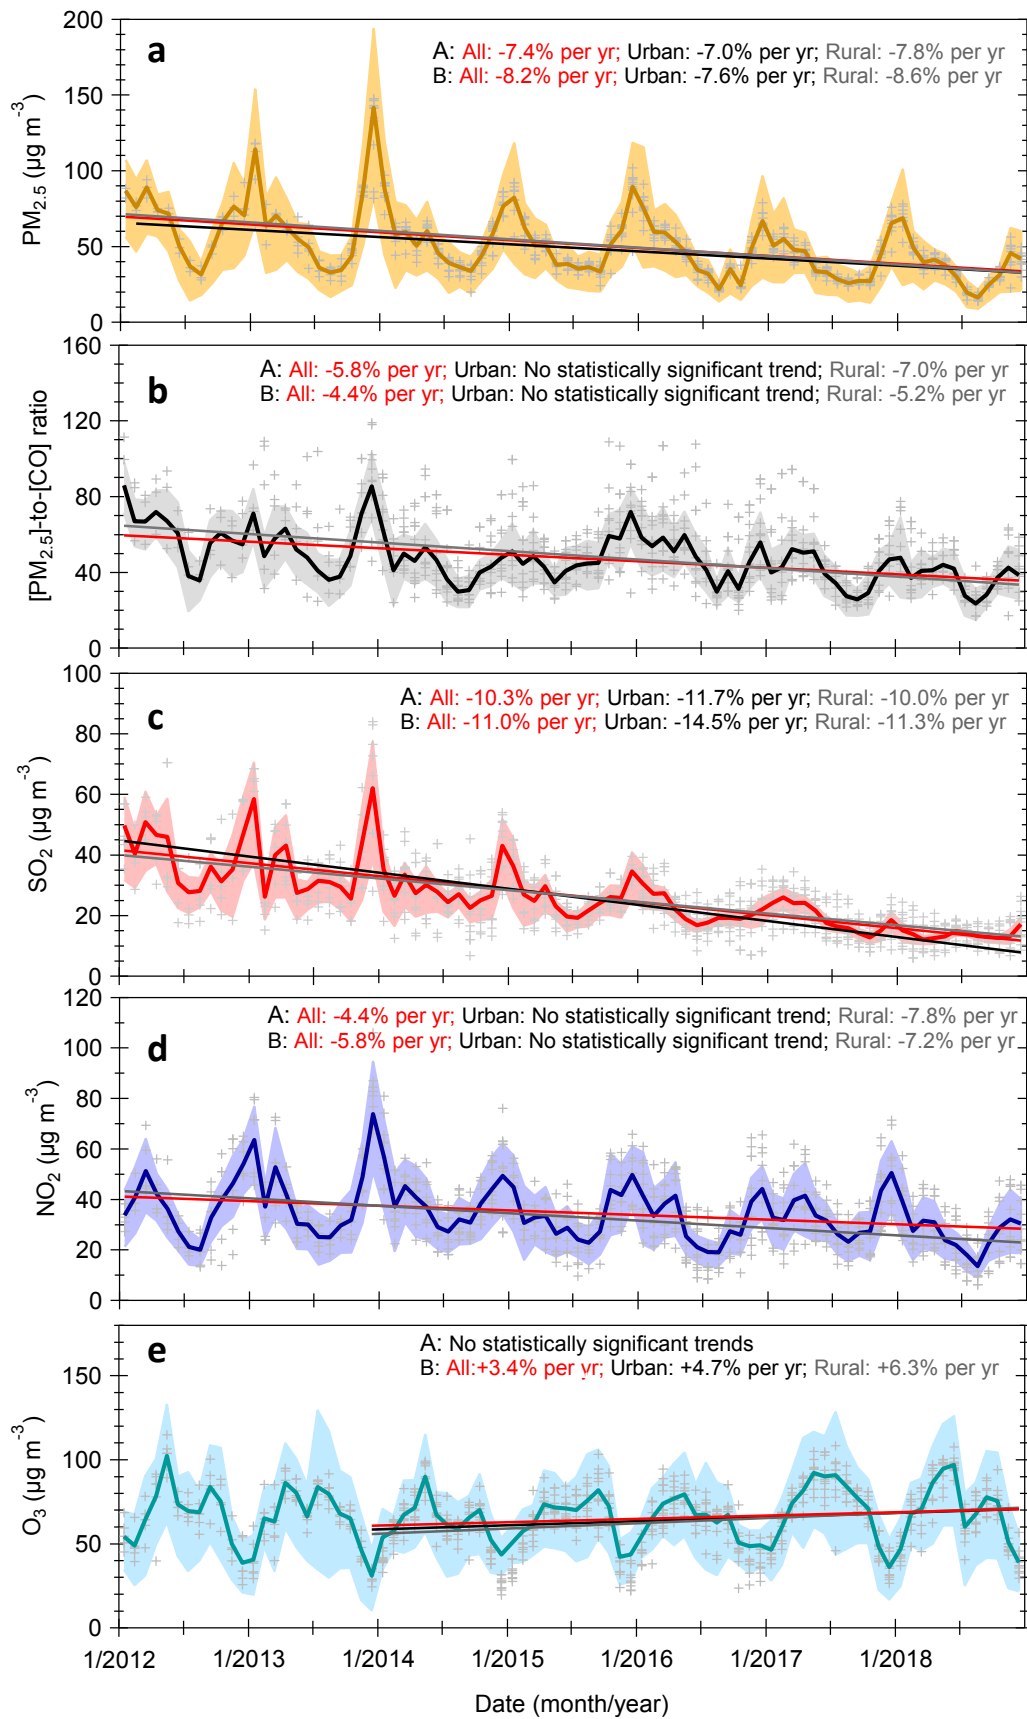 a
A: All: -7.4% per yr; Urban: -7.0% per yr; Rural: -7.8% per yr
B: All: -8.2% per yr; Urban: -7.6% per yr; Rural: -8.6% per yr
PM2.5 (µg m-3)
200
150
100
50
0
b
A: All: -5.8% per yr; Urban: No statistically significant trend; Rural: -7.0% per yr
B: All: -4.4% per yr; Urban: No statistically significant trend; Rural: -5.2% per yr
[PM2.5]-to-[CO] ratio
160
120
80
40
0
c
A: All: -10.3% per yr; Urban: -11.7% per yr; Rural: -10.0% per yr
B: All: -11.0% per yr; Urban: -14.5% per yr; Rural: -11.3% per yr
SO2 (µg m-3)
100
80
60
40
20
0
d
A: All: -4.4% per yr; Urban: No statistically significant trend; Rural: -7.8% per yr
B: All: -5.8% per yr; Urban: No statistically significant trend; Rural: -7.2% per yr
NO2 (µg m-3)
120
100
80
60
40
20
0
e
A: No statistically significant trends
B: All:+3.4% per yr; Urban: +4.7% per yr; Rural: +6.3% per yr
O3 (µg m-3)
150
100
50
0
1/2012 1/2013 1/2014 1/2015 1/2016 1/2017 1/2018
Date (month/year)